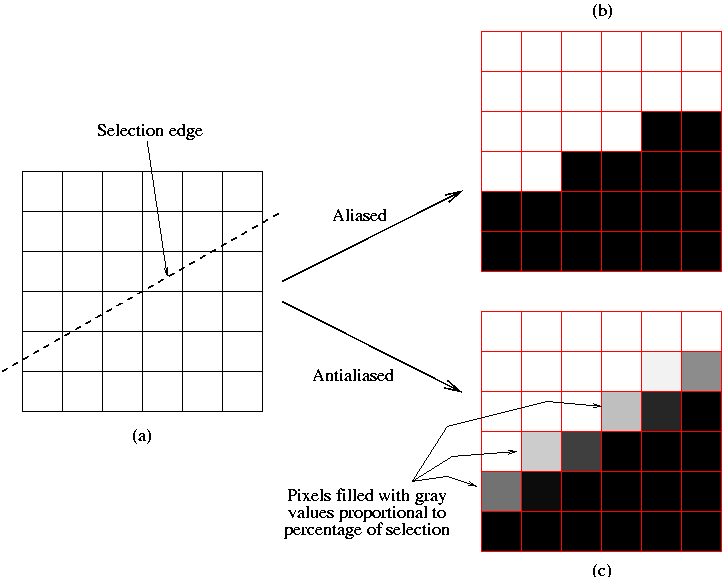 (b)
Selection edge
Aliased
Antialiased
(a)
Pixels filled with gray
values proportional to
percentage of selection
(c)